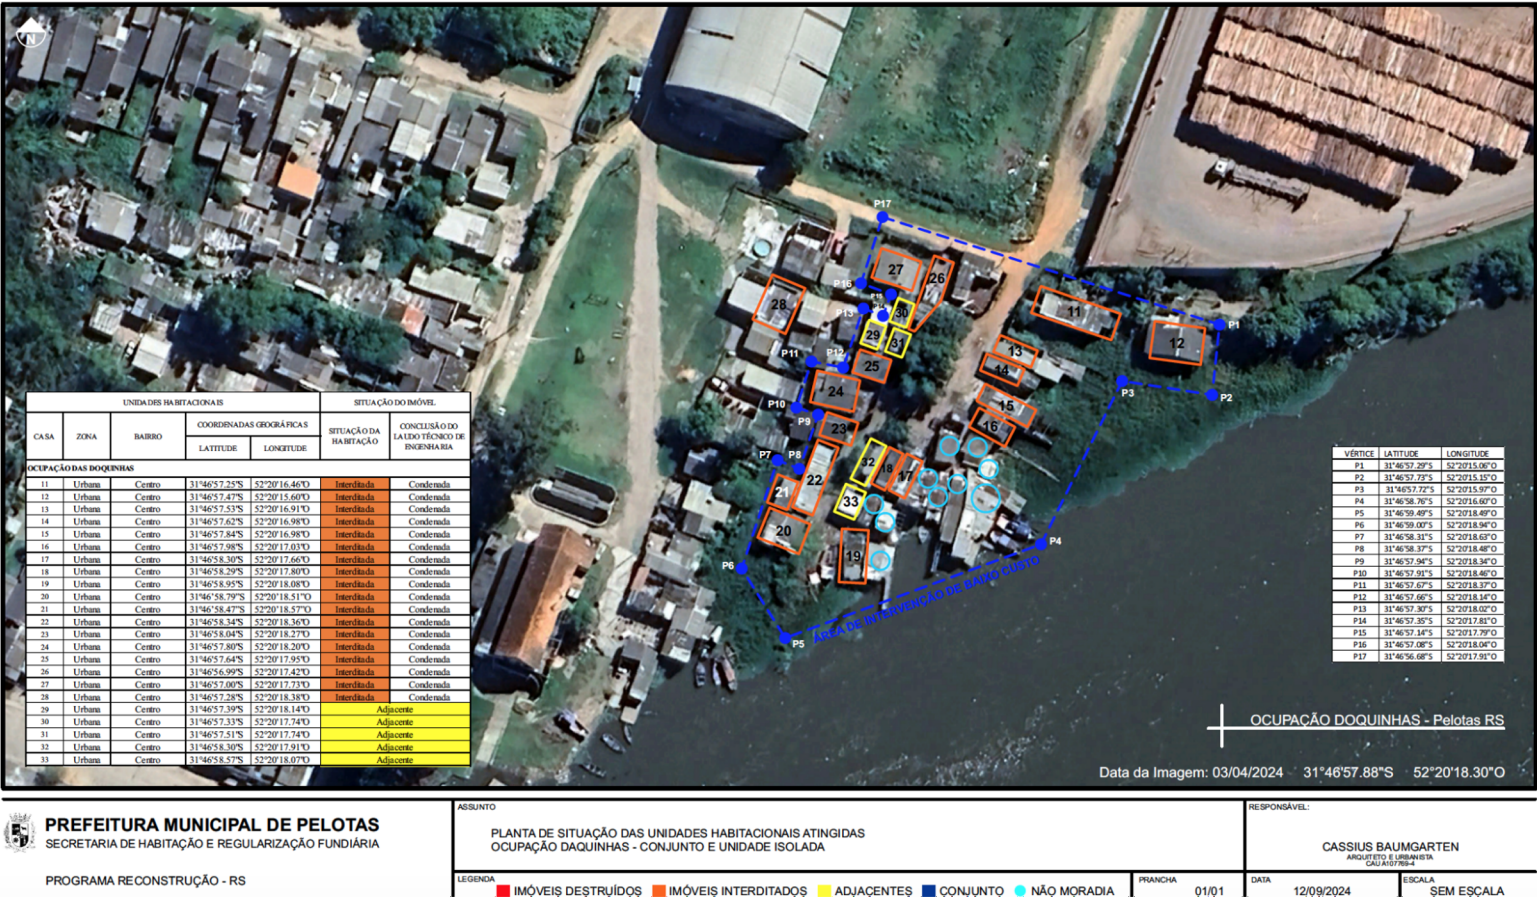 N
P17
27
26
P16
P15
28
P13
30
29
31
11
P1
12
P11
P12
25
13
14
24
P3
P2
P10
15
P9
23
16
P7
P8
32
18
17
22
21
33
20
19
P4
P6
ÁREA DE INTERVENÇÃO DE BAIXO CUSTO
P5
UNIDADES HABITACIONAIS SITUAÇÃO DO IMÓVEL
CASA ZONA BAIRRO COORDENADAS GEOGRÁFICAS SITUAÇÃO DA HABITAÇÃO CONCLUSÃO DO LAUDO TÉCNICO DE ENGENHARIA
LATITUDE LONGITUDE
OCUPAÇÃO DAS DOQUINHAS
11 Urbana Centro 31°46'57.25"S 52°20'16.46"O Interditada Condenada
12 Urbana Centro 31°46'57.47"S 52°20'15.60"O Interditada Condenada
13 Urbana Centro 31°46'57.53"S 52°20'16.91"O Interditada Condenada
14 Urbana Centro 31°46'57.62"S 52°20'16.98"O Interditada Condenada
15 Urbana Centro 31°46'57.84"S 52°20'16.98"O Interditada Condenada
16 Urbana Centro 31°46'57.98"S 52°20'17.03"O Interditada Condenada
17 Urbana Centro 31°46'58.30"S 52°20'17.66"O Interditada Condenada
18 Urbana Centro 31°46'58.29"S 52°20'17.80"O Interditada Condenada
19 Urbana Centro 31°46'58.95"S 52°20'18.08"O Interditada Condenada
20 Urbana Centro 31°46'58.79"S 52°20'18.51"O Interditada Condenada
21 Urbana Centro 31°46'58.47"S 52°20'18.57"O Interditada Condenada
22 Urbana Centro 31°46'58.34"S 52°20'18.36"O Interditada Condenada
23 Urbana Centro 31°46'58.04"S 52°20'18.27"O Interditada Condenada
24 Urbana Centro 31°46'57.80"S 52°20'18.20"O Interditada Condenada
25 Urbana Centro 31°46'57.64"S 52°20'17.95"O Interditada Condenada
26 Urbana Centro 31°46'56.99"S 52°20'17.42"O Interditada Condenada
27 Urbana Centro 31°46'57.00"S 52°20'17.73"O Interditada Condenada
28 Urbana Centro 31°46'57.28"S 52°20'18.38"O Interditada Condenada
29 Urbana Centro 31°46'57.39"S 52°20'18.14"O Adjacente
30 Urbana Centro 31°46'57.33"S 52°20'17.74"O Adjacente
31 Urbana Centro 31°46'57.51"S 52°20'17.74"O Adjacente
32 Urbana Centro 31°46'58.30"S 52°20'17.91"O Adjacente
33 Urbana Centro 31°46'58.57"S 52°20'18.07"O Adjacente
VÉRTICE LATITUDE LONGITUDE
P1 31°46'57.29"S 52°20'15.06"O
P2 31°46'57.73"S 52°20'15.15"O
P3 31°46'57.72"S 52°20'15.97"O
P4 31°46'58.76"S 52°20'16.60"O
P5 31°46'59.49"S 52°20'18.49"O
P6 31°46'59.00"S 52°20'18.94"O
P7 31°46'58.31"S 52°20'18.63"O
P8 31°46'58.37"S 52°20'18.48"O
P9 31°46'57.94"S 52°20'18.34"O
P10 31°46'57.91"S 52°20'18.46"O
P11 31°46'57.67"S 52°20'18.37"O
P12 31°46'57.66"S 52°20'18.14"O
P13 31°46'57.30"S 52°20'18.02"O
P14 31°46'57.35"S 52°20'17.81"O
P15 31°46'57.14"S 52°20'17.79"O
P16 31°46'57.08"S 52°20'18.04"O
P17 31°46'56.68"S 52°20'17.91"O
OCUPAÇÃO DOQUINHAS - Pelotas RS
Data da Imagem: 03/04/2024 31°46'57.88"S 52°20'18.30"O
PREFEITURA MUNICIPAL DE PELOTAS
SECRETARIA DE HABITAÇÃO E REGULARIZAÇÃO FUNDIÁRIA
PROGRAMA RECONSTRUÇÃO - RS
ASSUNTO
PLANTA DE SITUAÇÃO DAS UNIDADES HABITACIONAIS ATINGIDAS
OCUPAÇÃO DAQUINHAS - CONJUNTO E UNIDADE ISOLADA
RESPONSÁVEL:
CASSIUS BAUMGARTEN
ARQUITETO E URBANISTA
CAU A107769-4
LEGENDA
IMÓVEIS DESTRUÍDOS IMÓVEIS INTERDITADOS ADJACENTES CONJUNTO NÃO MORADIA
PRANCHA
01/01
DATA
12/09/2024
ESCALA
SEM ESCALA